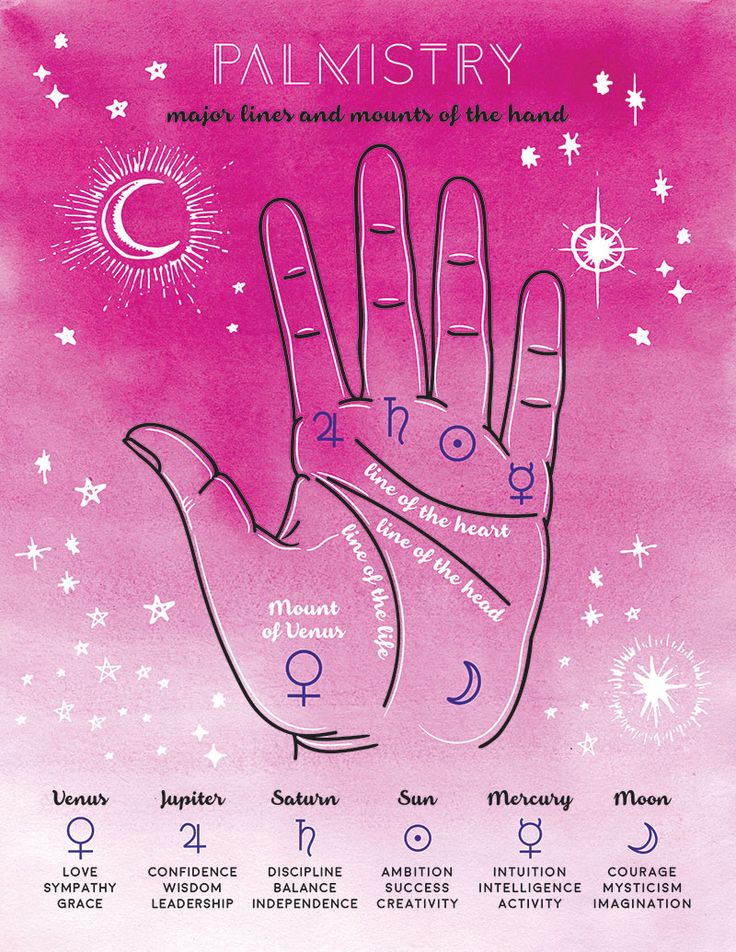 PALMISTRY
major lines and mounts of the hand
line of the heart
line of the head
line of the life
Mount
of Venus
Venus
LOVE
SYMPATHY
GRACE
Jupiter
CONFIDENCE
WISDOM
LEADERSHIP
Saturn
DISCIPLINE
BALANCE
INDEPENDENCE
Sun
AMBITION
SUCCESS
CREATIVITY
Mercury
INTUITION
INTELLIGENCE
ACTIVITY
Moon
COURAGE
MYSTICISM
IMAGINATION